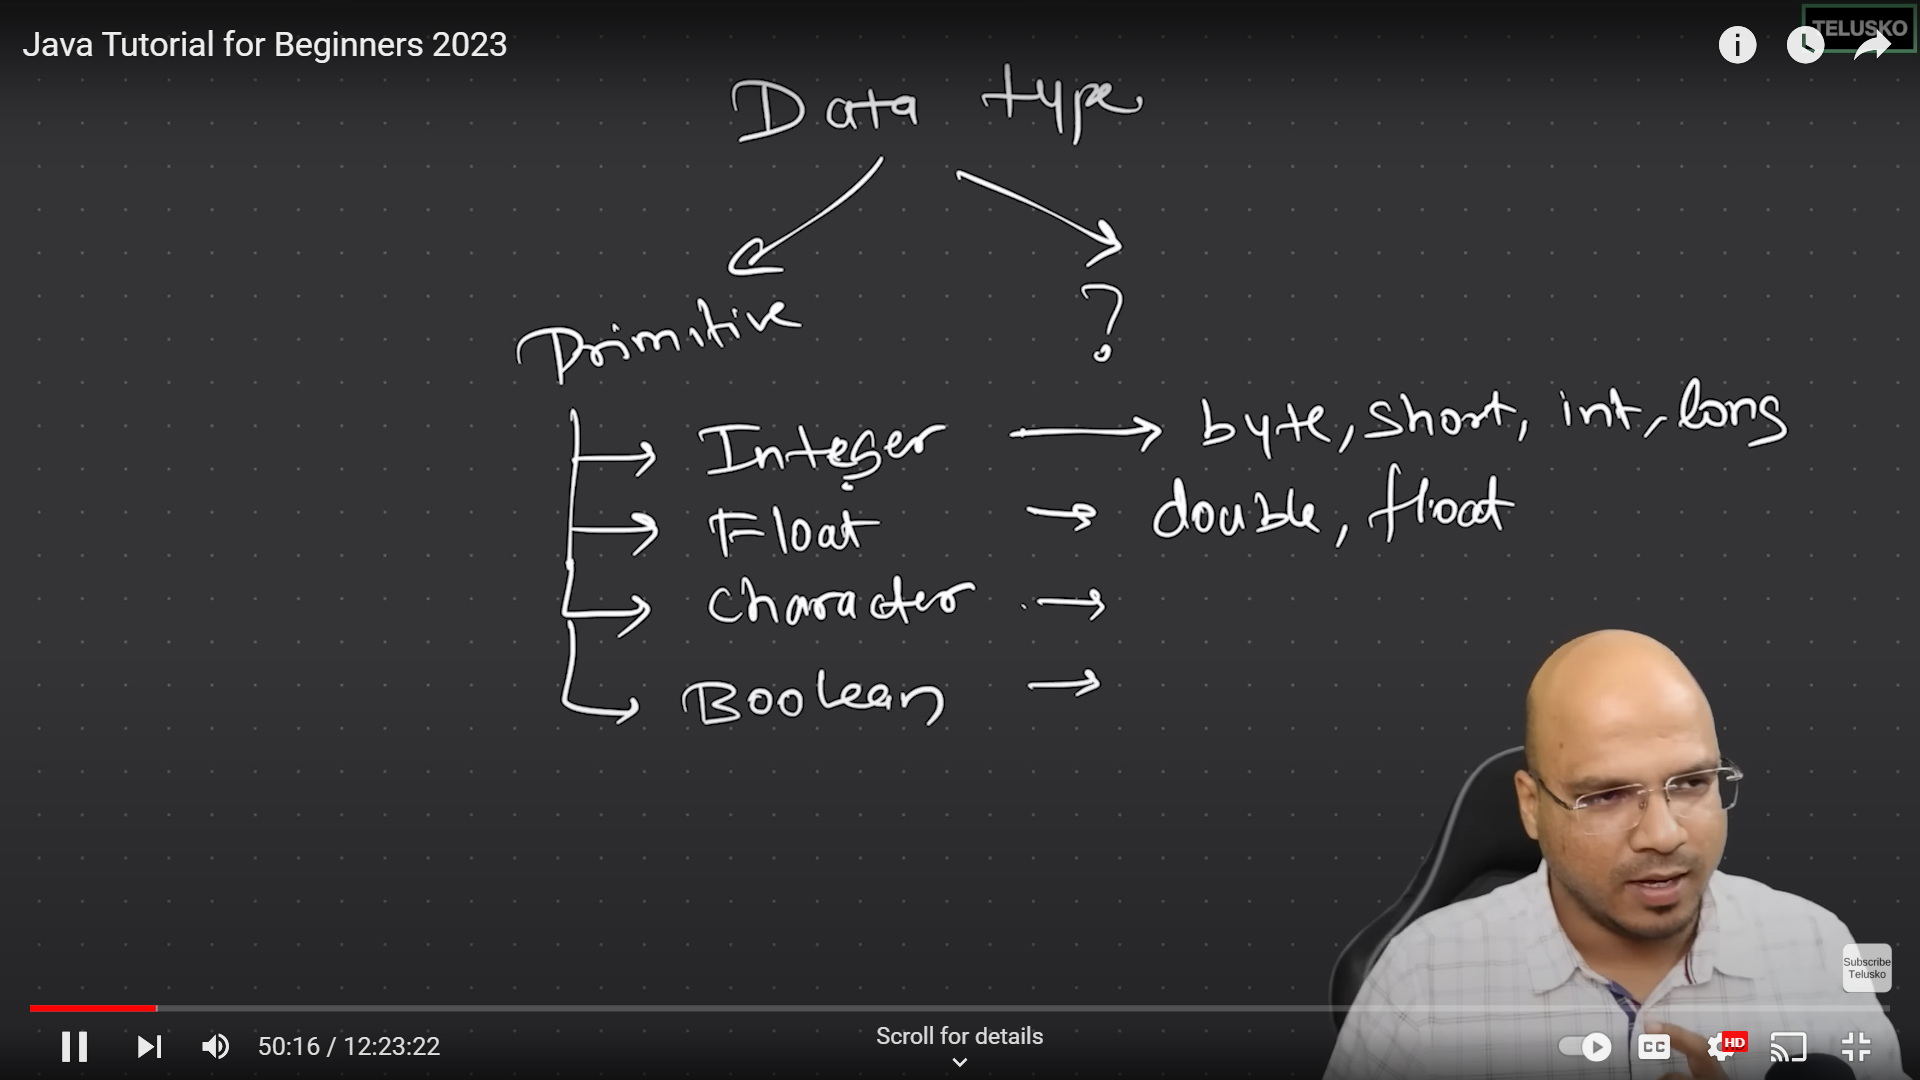 Java Tutorial for Beginners 2023
TELUSKO
Data type
Primitive
?
Integer → byte, short, int, long
Float → double, float
Character →
Boolean →
Subscribe
Telusko
50:16 / 12:23:22
Scroll for details
CC
HD